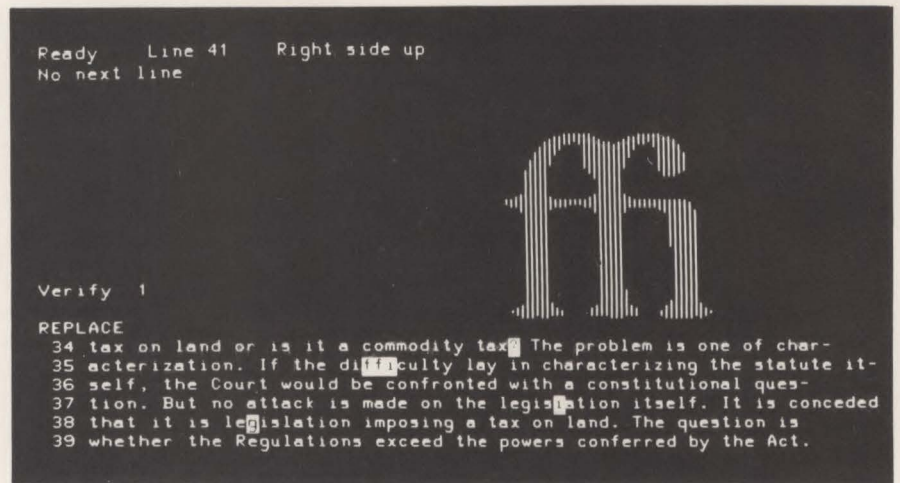 Ready Line 41 Right side up
No next line
ffi
Verify 1
REPLACE
34 tax on land or is it a commodity tax? The problem is one of char-
35 acterization. If the difficulty lay in characterizing the statute it-
36 self, the Court would be confronted with a constitutional ques-
37 tion. But no attack is made on the legisiation itself. It is conceded
38 that it is legislation imposing a tax on land. The question is
39 whether the Regulations exceed the powers conferred by the Act.